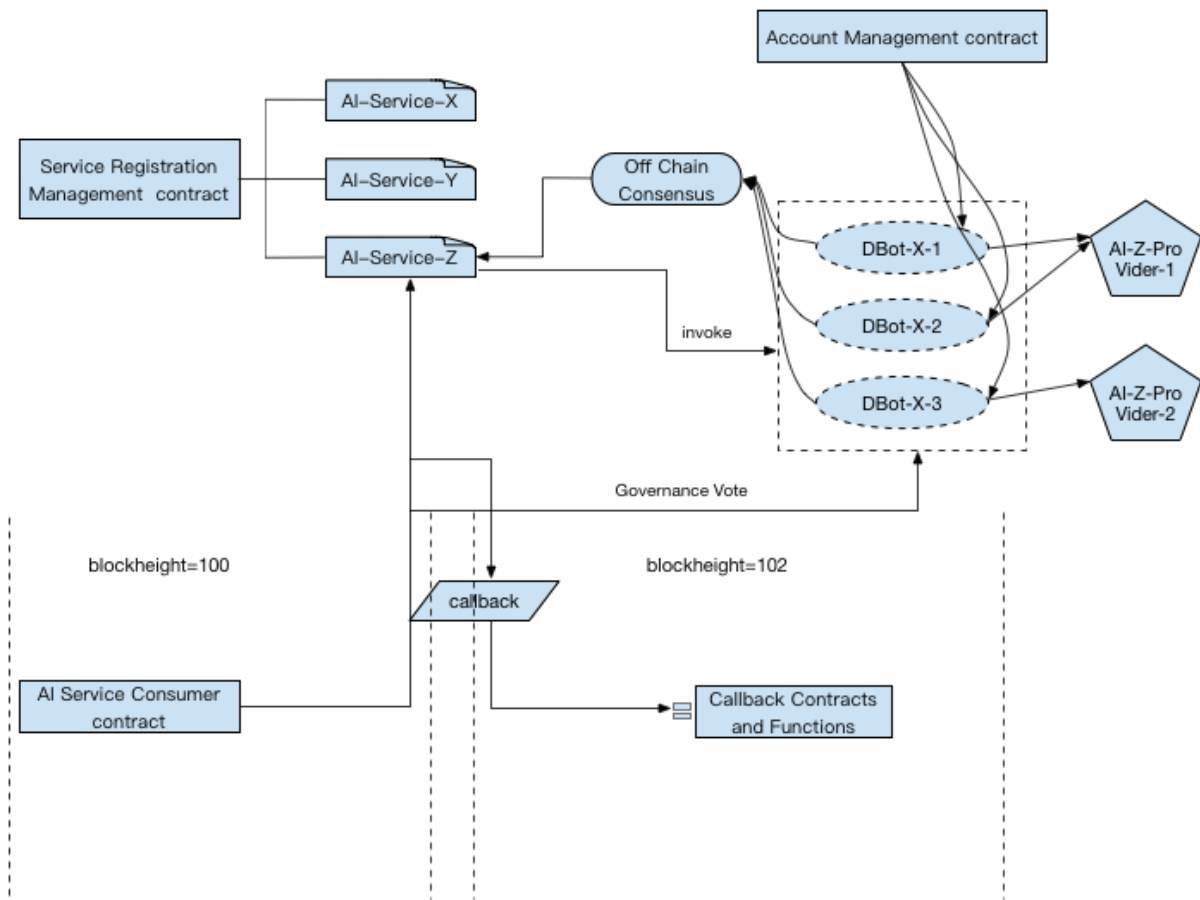 Account Management contract
AI-Service-X
Service Registration
Management contract
AI-Service-Y
Off Chain
Consensus
AI-Service-Z
DBot-X-1
AI-Z-Pro
Vider-1
invoke
DBot-X-2
DBot-X-3
AI-Z-Pro
Vider-2
Governance Vote
blockheight=100
blockheight=102
callback
AI Service Consumer
contract
Callback Contracts
and Functions